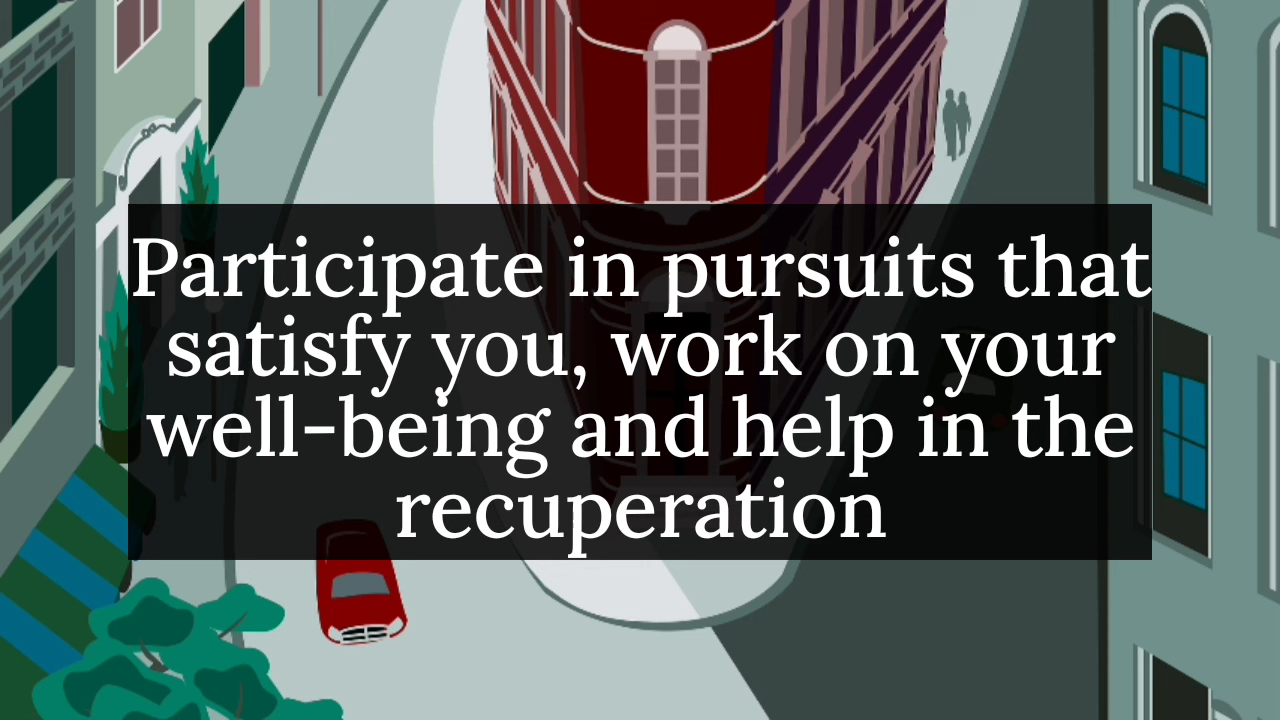 Participate in pursuits that
satisfy you, work on your
well-being and help in the
recuperation